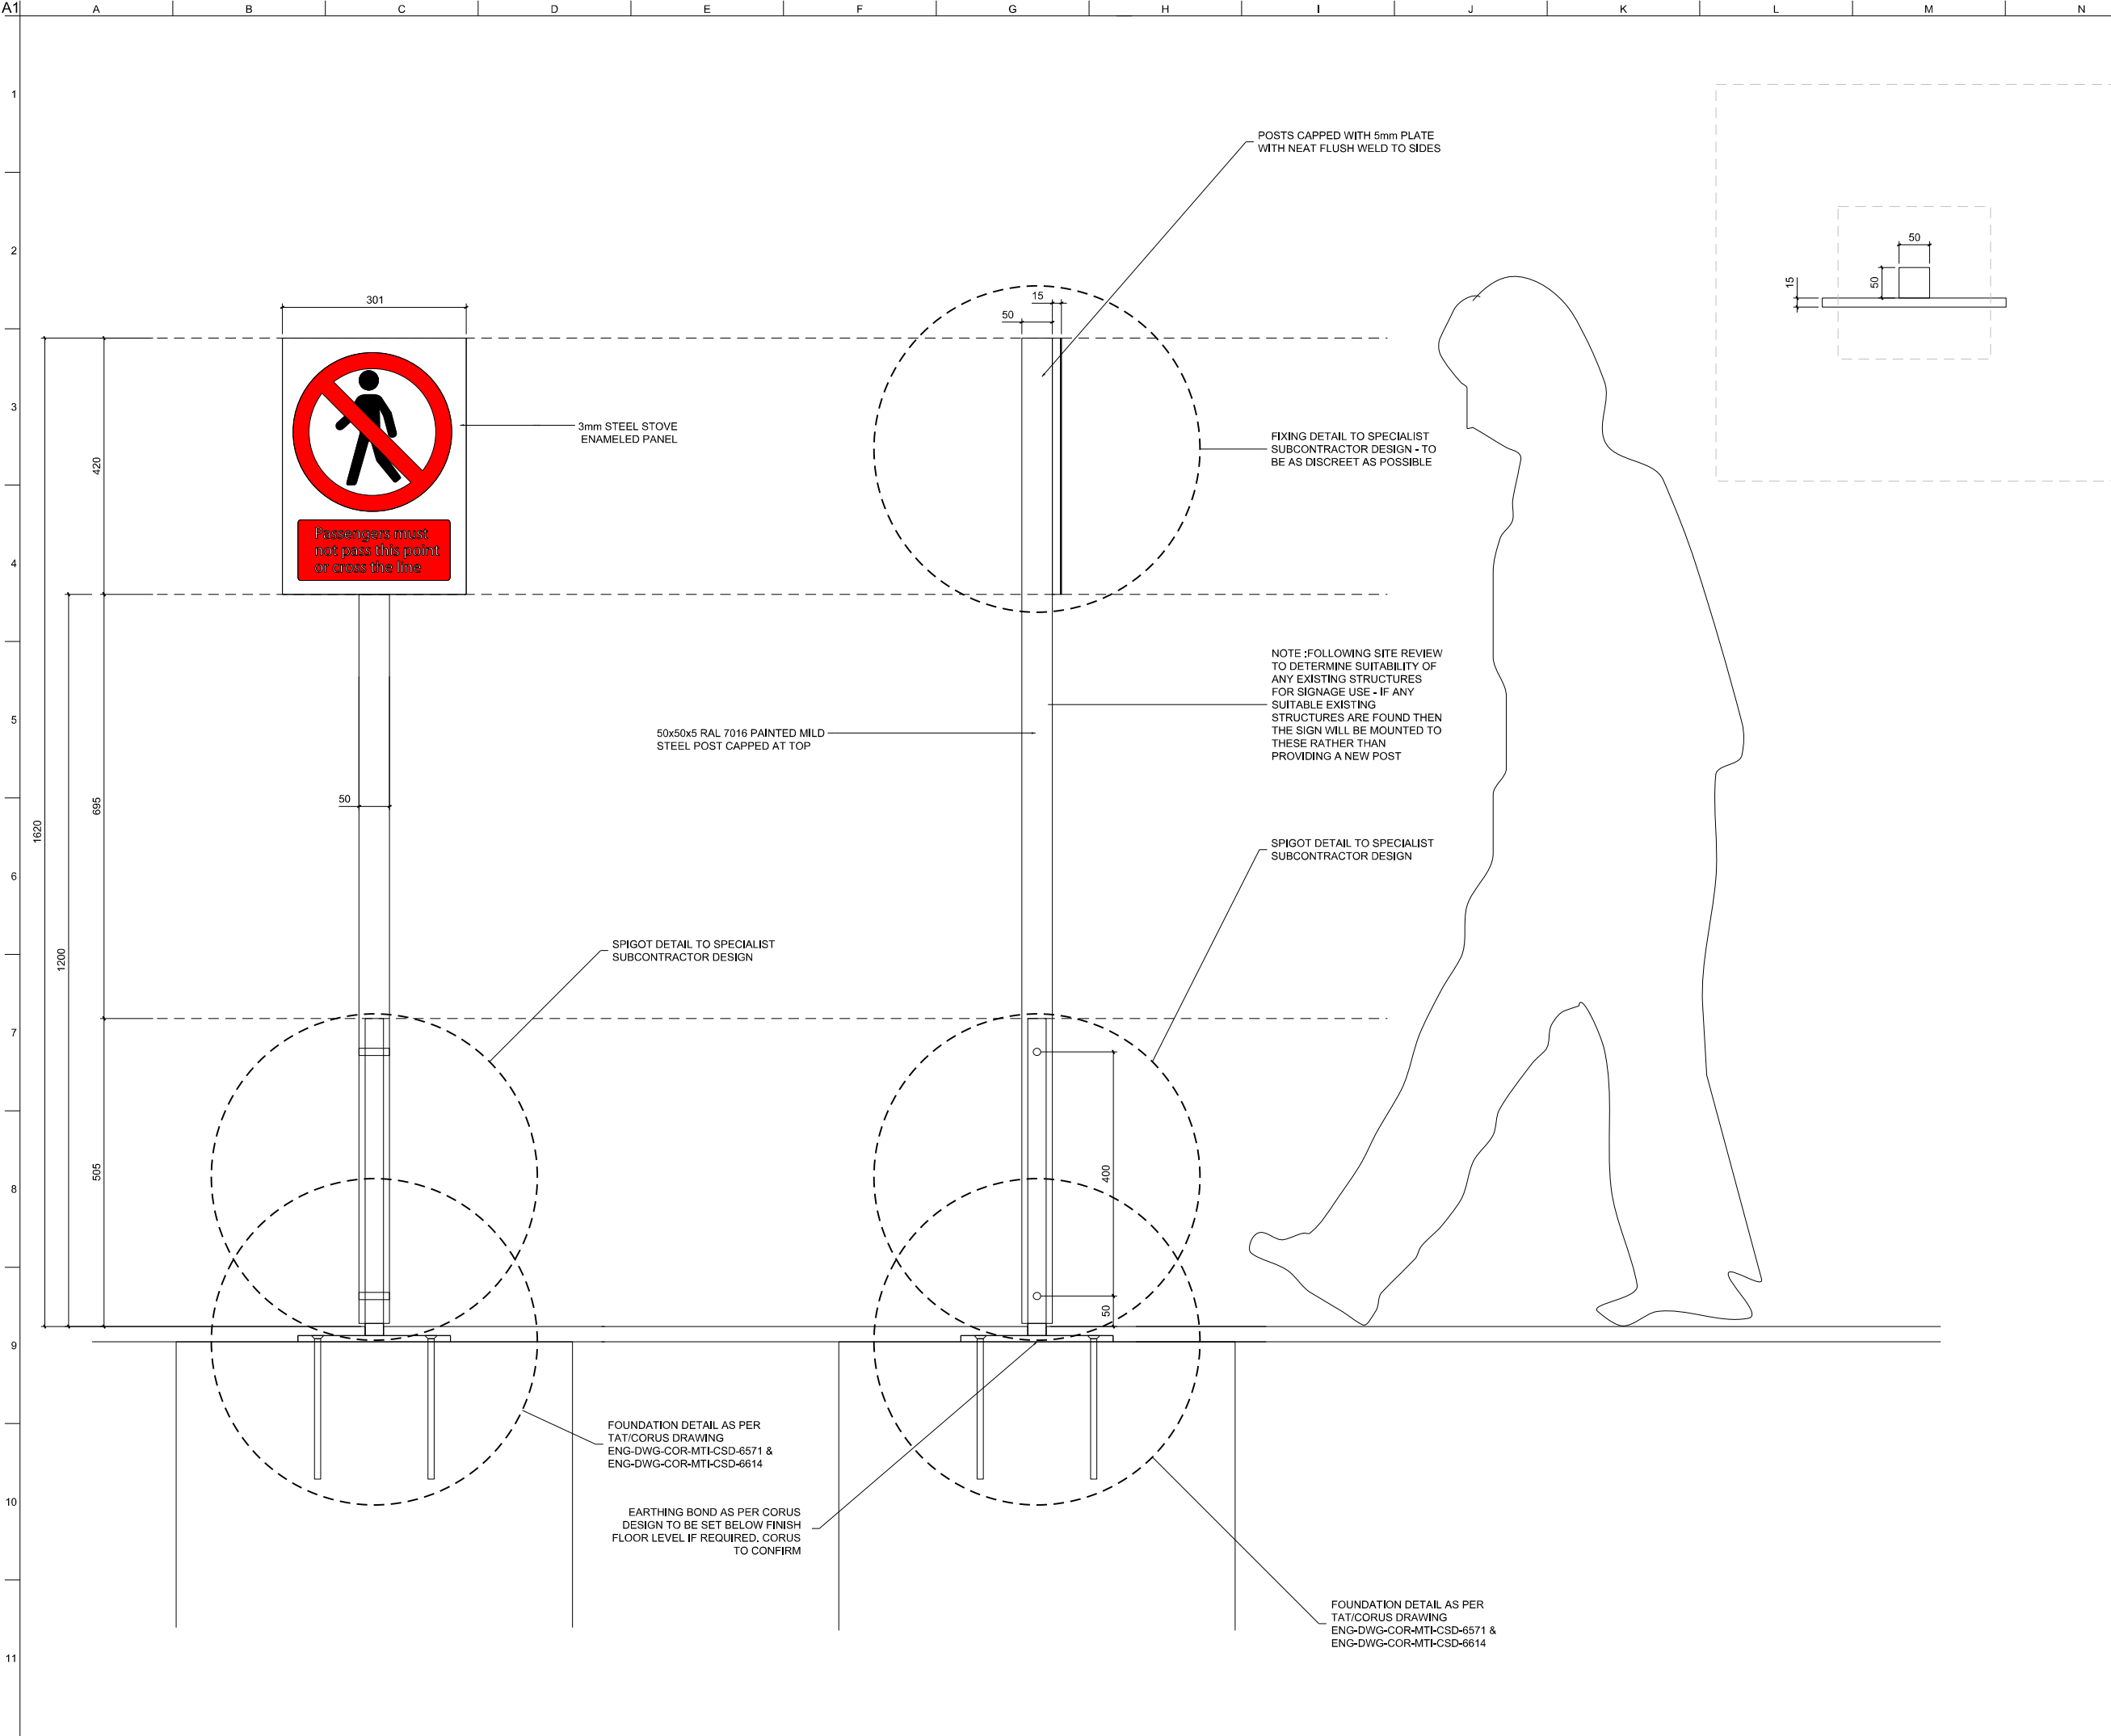 A1
A B C D E F G H I J K L M N
1
POSTS CAPPED WITH 5mm PLATE
WITH NEAT FLUSH WELD TO SIDES
2
50
50
15
301
15
50
3
3mm STEEL STOVE
ENAMELED PANEL
FIXING DETAIL TO SPECIALIST
SUBCONTRACTOR DESIGN - TO
BE AS DISCREET AS POSSIBLE
420
Passengers must
not pass this point
or cross the line
4
NOTE :FOLLOWING SITE REVIEW
TO DETERMINE SUITABILITY OF
ANY EXISTING STRUCTURES
FOR SIGNAGE USE - IF ANY
SUITABLE EXISTING
STRUCTURES ARE FOUND THEN
THE SIGN WILL BE MOUNTED TO
THESE RATHER THAN
PROVIDING A NEW POST
5
50x50x5 RAL 7016 PAINTED MILD
STEEL POST CAPPED AT TOP
50
695
1620
SPIGOT DETAIL TO SPECIALIST
SUBCONTRACTOR DESIGN
6
SPIGOT DETAIL TO SPECIALIST
SUBCONTRACTOR DESIGN
1200
7
505
400
8
50
9
FOUNDATION DETAIL AS PER
TAT/CORUS DRAWING
ENG-DWG-COR-MTI-CSD-6571 &
ENG-DWG-COR-MTI-CSD-6614
10
EARTHING BOND AS PER CORUS
DESIGN TO BE SET BELOW FINISH
FLOOR LEVEL IF REQUIRED. CORUS
TO CONFIRM
FOUNDATION DETAIL AS PER
TAT/CORUS DRAWING
ENG-DWG-COR-MTI-CSD-6571 &
ENG-DWG-COR-MTI-CSD-6614
11